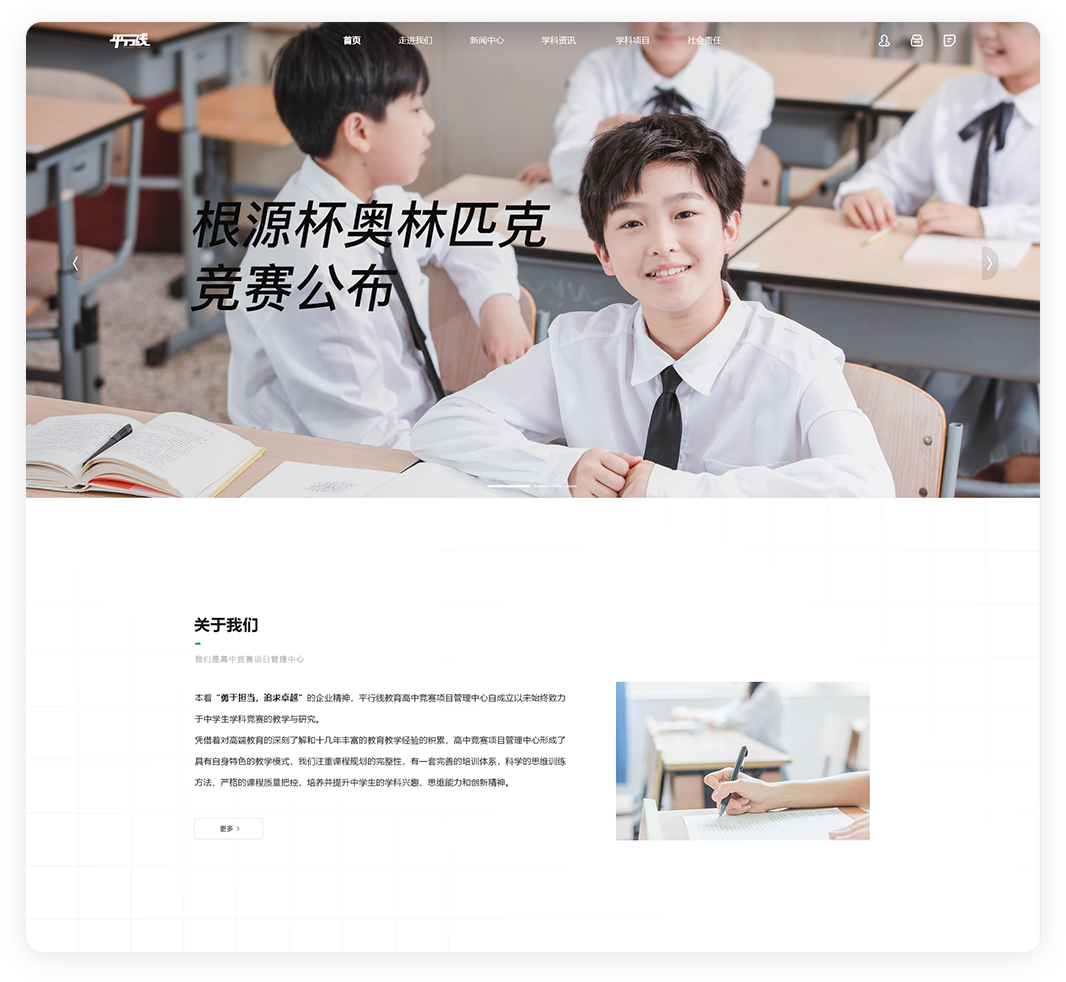 平行线
首页 走进我们 新闻中心 学科资讯 学科项目 社会责任
根源杯奥林匹克
竞赛公布
关于我们
我们是高中竞赛项目管理中心
本着“勇于担当，追求卓越”的企业精神，平行线教育高中竞赛项目管理中心自成立以来始终致力
于中学生学科竞赛的教学与研究。
凭借着对高端教育的深刻了解和十几年丰富的教育教学经验的积累，高中竞赛项目管理中心形成了
具有自身特色的教学模式，我们注重课程规划的完整性，有一套完善的培训体系，科学的思维训练
方法、严格的课程质量把控，培养并提升中学生的学科兴趣、思维能力和创新精神。
更多 >